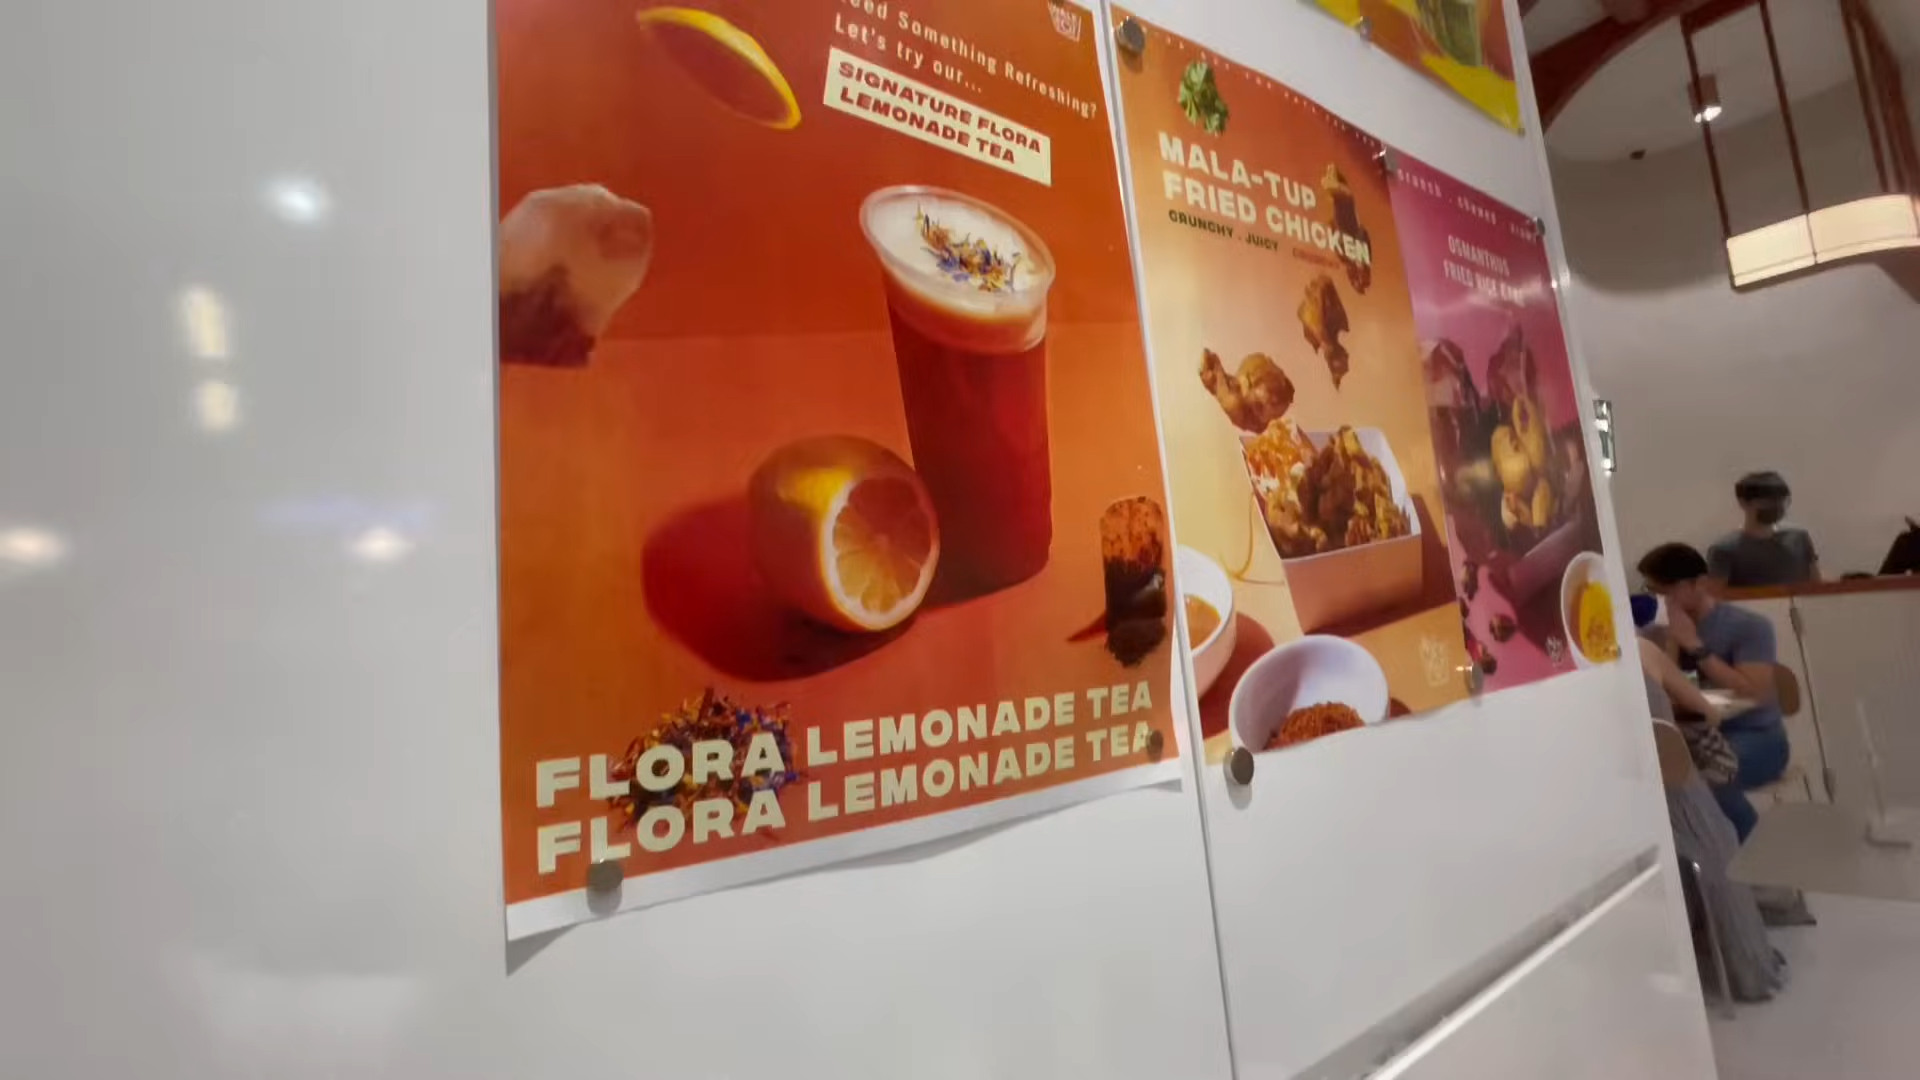 Something Refreshing?
Let's try our...
SIGNATURE FLORA
LEMONADE TEA
FLORA LEMONADE TEA
FLORA LEMONADE TEA
MALA-TUP
FRIED CHICKEN
CRUNCHY . JUICY
OSMANTHUS
FRIED RICE CAKE